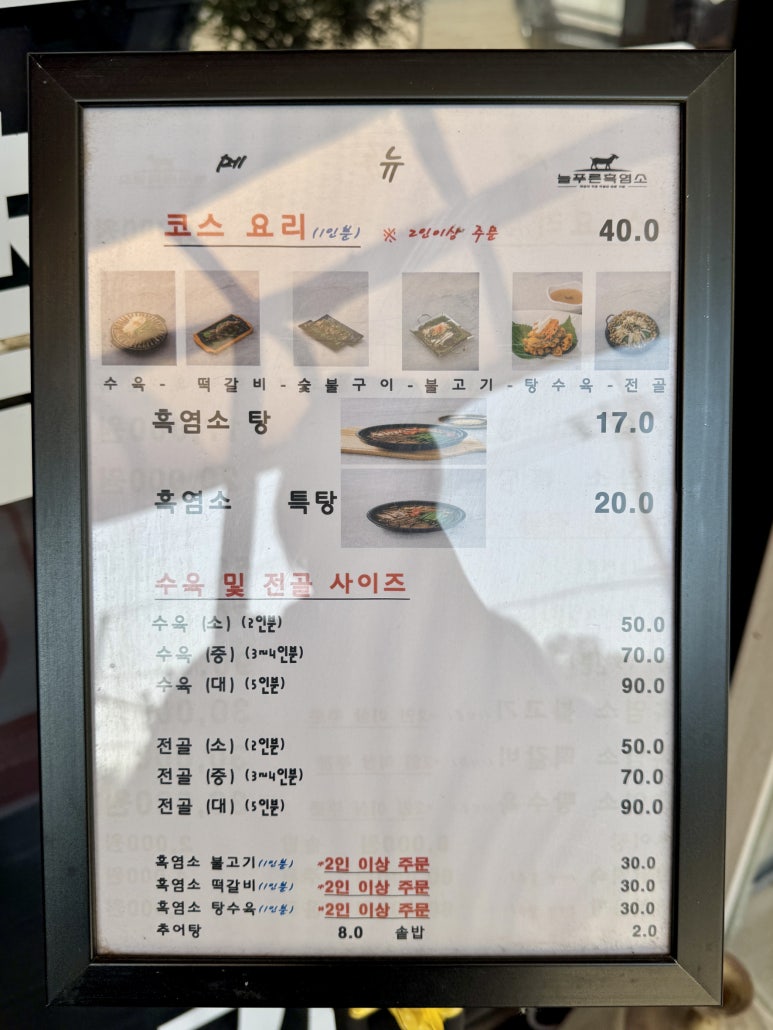 메 뉴
늘푸른흑염소
코스 요리 (1인분) ※ 2인이상 주문 40.0
수육 - 떡갈비 - 숯불구이 - 불고기 - 탕수육 - 전골
흑염소 탕 17.0
흑염소 특탕 20.0
수육 및 전골 사이즈
수육 (소) (2인분) 50.0
수육 (중) (3~4인분) 70.0
수육 (대) (5인분) 90.0
전골 (소) (2인분) 50.0
전골 (중) (3~4인분) 70.0
전골 (대) (5인분) 90.0
흑염소 불고기 (1인분) *2인 이상 주문 30.0
흑염소 떡갈비 (1인분) *2인 이상 주문 30.0
흑염소 탕수육 (1인분) *2인 이상 주문 30.0
추어탕 8.0 솥밥 2.0